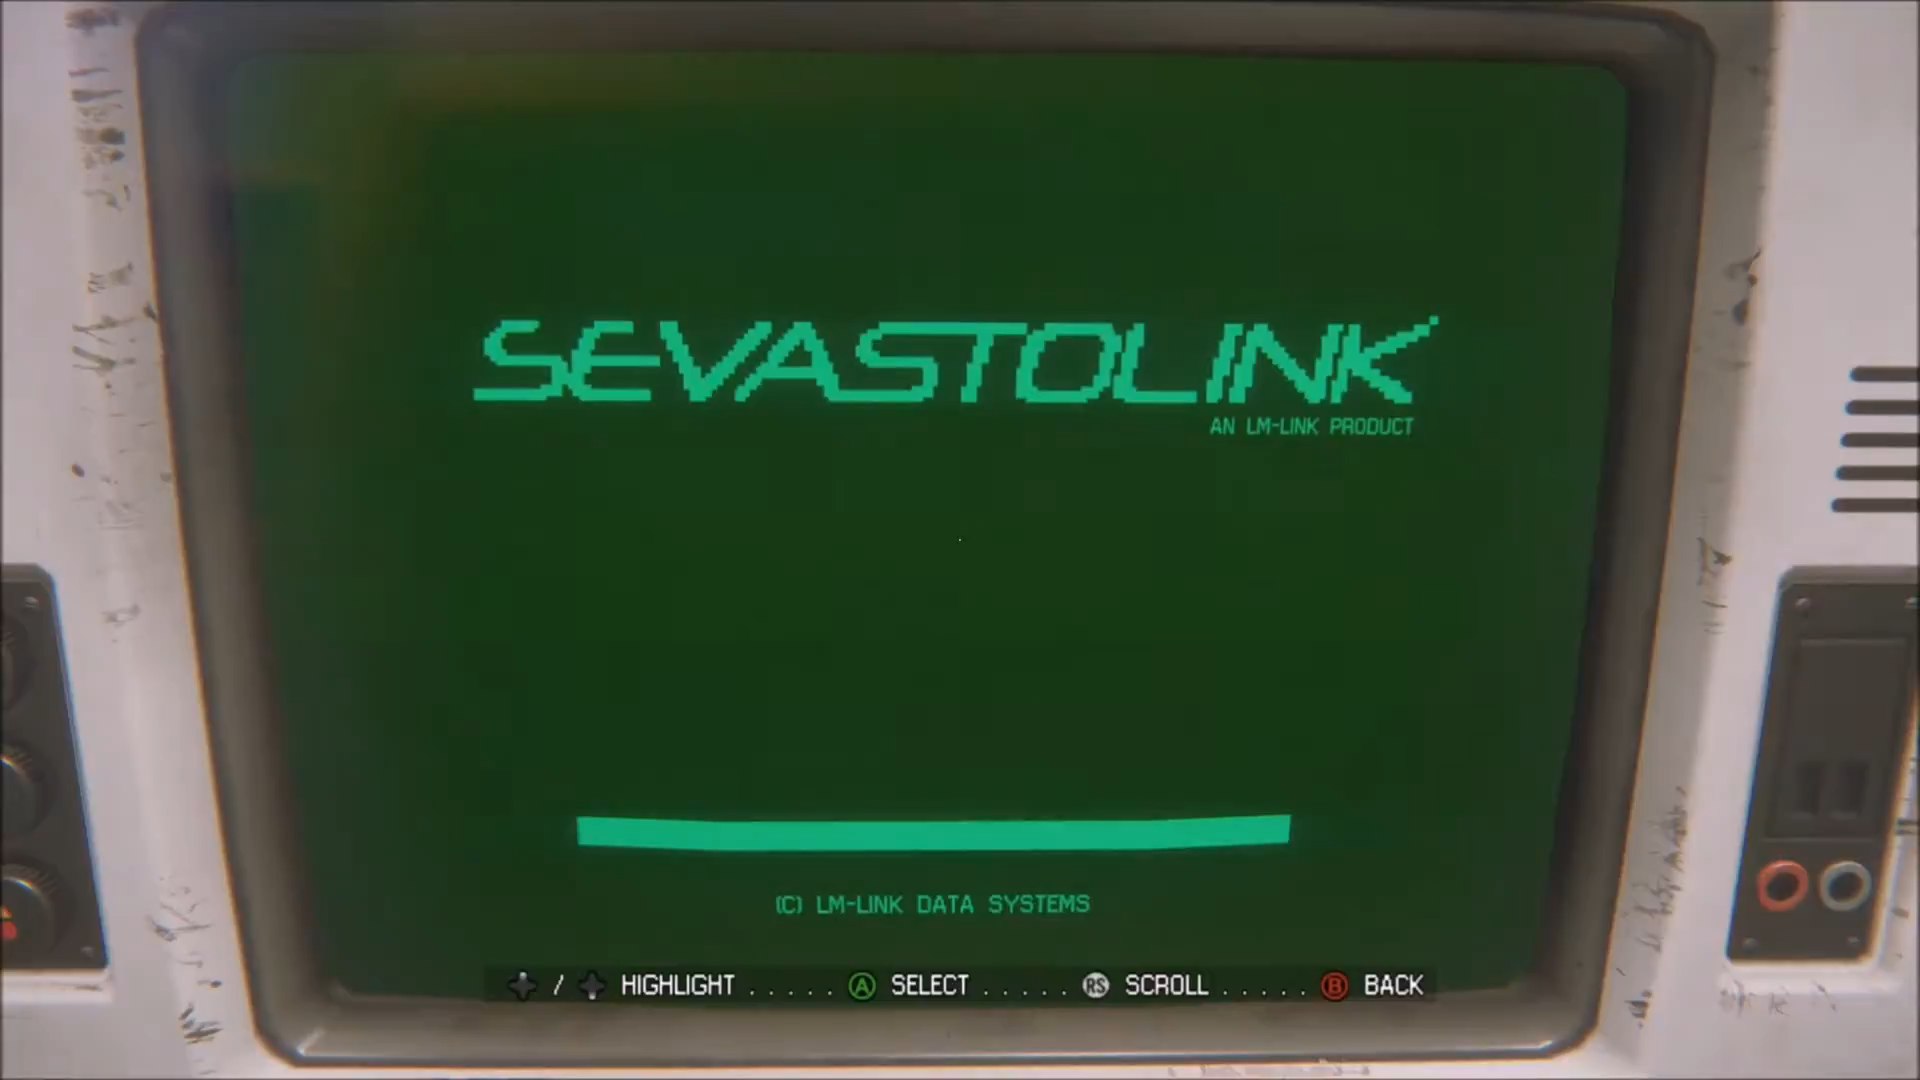 SEVASTOLINK
AN LM-LINK PRODUCT
(C) LM-LINK DATA SYSTEMS
/ HIGHLIGHT ..... A SELECT ..... RS SCROLL ..... B BACK